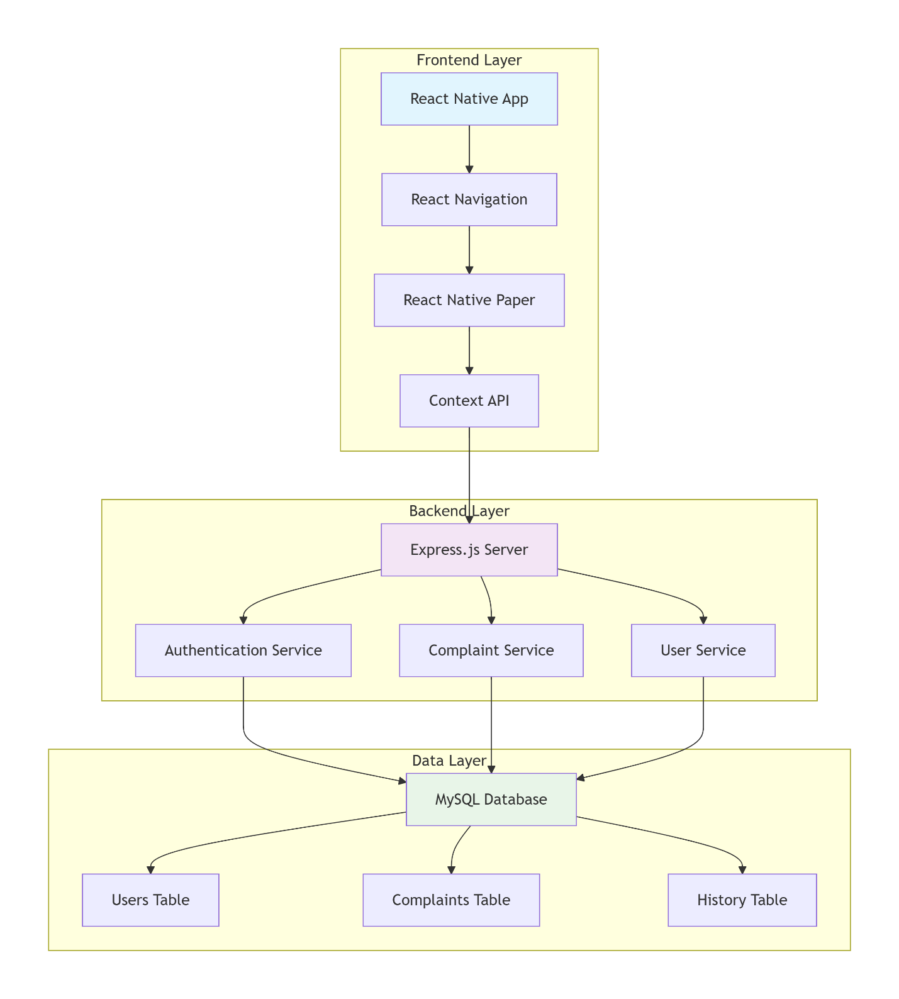 Frontend Layer
React Native App
React Navigation
React Native Paper
Context API
Backend Layer
Express.js Server
Authentication Service
Complaint Service
User Service
Data Layer
MySQL Database
Users Table
Complaints Table
History Table